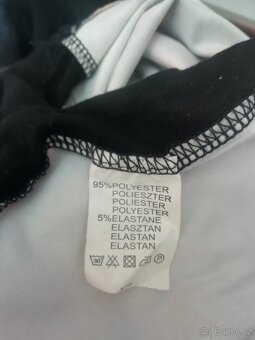 95%POLYESTER
POLIESZTER
POLIESTER
POLYESTER
5%ELASTANE
ELASZTAN
ELASTAN
ELASTAN